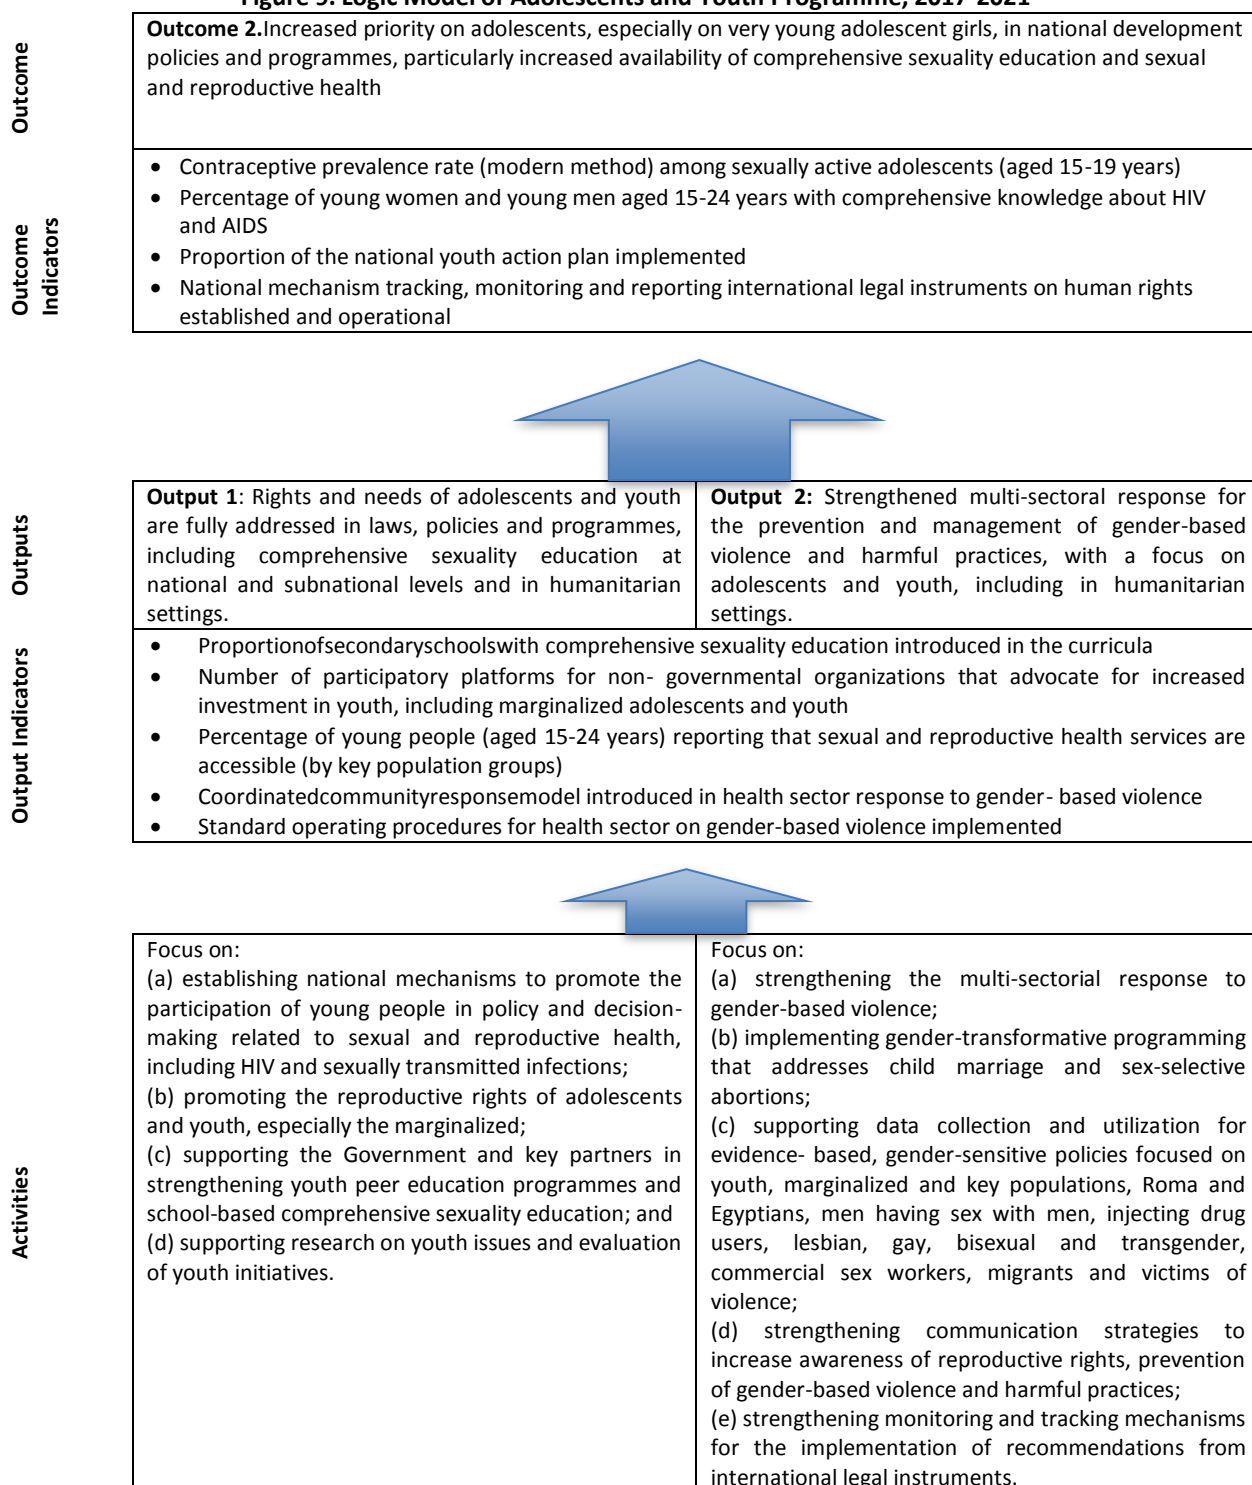 Figure 5. Logic Model of Adolescents and Youth Programme, 2017-2021
Outcome
Outcome 2.Increased priority on adolescents, especially on very young adolescent girls, in national development
policies and programmes, particularly increased availability of comprehensive sexuality education and sexual
and reproductive health
Outcome
Indicators
• Contraceptive prevalence rate (modern method) among sexually active adolescents (aged 15-19 years)
• Percentage of young women and young men aged 15-24 years with comprehensive knowledge about HIV
and AIDS
• Proportion of the national youth action plan implemented
• National mechanism tracking, monitoring and reporting international legal instruments on human rights
established and operational
Outputs
Output 1: Rights and needs of adolescents and youth
are fully addressed in laws, policies and programmes,
including comprehensive sexuality education at
national and subnational levels and in humanitarian
settings.
Output 2: Strengthened multi-sectoral response for
the prevention and management of gender-based
violence and harmful practices, with a focus on
adolescents and youth, including in humanitarian
settings.
Output Indicators
• Proportionofsecondaryschoolswith comprehensive sexuality education introduced in the curricula
• Number of participatory platforms for non- governmental organizations that advocate for increased
investment in youth, including marginalized adolescents and youth
• Percentage of young people (aged 15-24 years) reporting that sexual and reproductive health services are
accessible (by key population groups)
• Coordinatedcommunityresponsemodel introduced in health sector response to gender- based violence
• Standard operating procedures for health sector on gender-based violence implemented
Activities
Focus on:
(a) establishing national mechanisms to promote the
participation of young people in policy and decision-
making related to sexual and reproductive health,
including HIV and sexually transmitted infections;
(b) promoting the reproductive rights of adolescents
and youth, especially the marginalized;
(c) supporting the Government and key partners in
strengthening youth peer education programmes and
school-based comprehensive sexuality education; and
(d) supporting research on youth issues and evaluation
of youth initiatives.
Focus on:
(a) strengthening the multi-sectorial response to
gender-based violence;
(b) implementing gender-transformative programming
that addresses child marriage and sex-selective
abortions;
(c) supporting data collection and utilization for
evidence- based, gender-sensitive policies focused on
youth, marginalized and key populations, Roma and
Egyptians, men having sex with men, injecting drug
users, lesbian, gay, bisexual and transgender,
commercial sex workers, migrants and victims of
violence;
(d) strengthening communication strategies to
increase awareness of reproductive rights, prevention
of gender-based violence and harmful practices;
(e) strengthening monitoring and tracking mechanisms
for the implementation of recommendations from
international legal instruments.